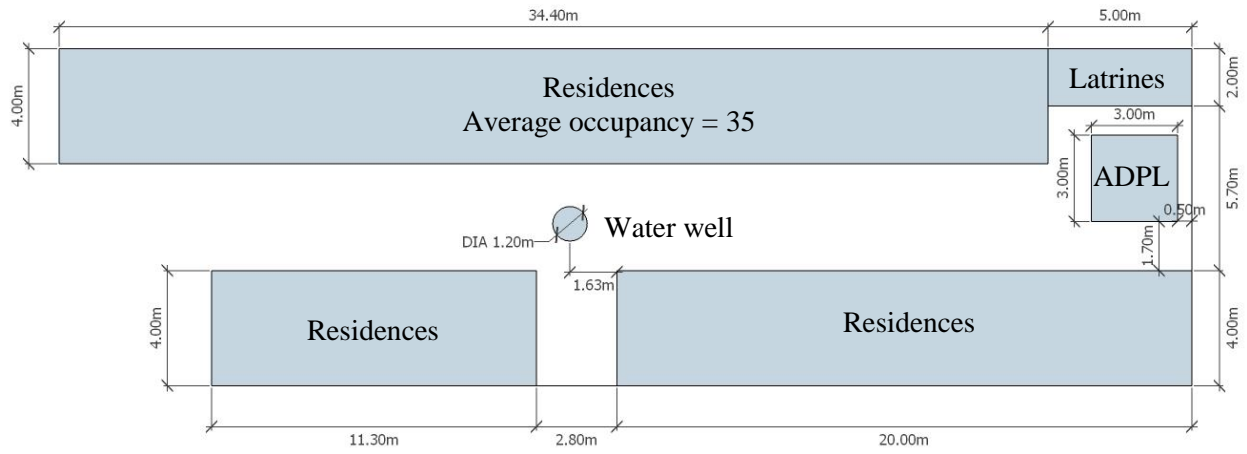 34.40m
5.00m
4.00m
Residences
Average occupancy = 35
Latrines
2.00m
3.00m
3.00m
ADPL
0.50m
5.70m
1.70m
DIA 1.20m
Water well
1.63m
4.00m
Residences
Residences
4.00m
11.30m
2.80m
20.00m